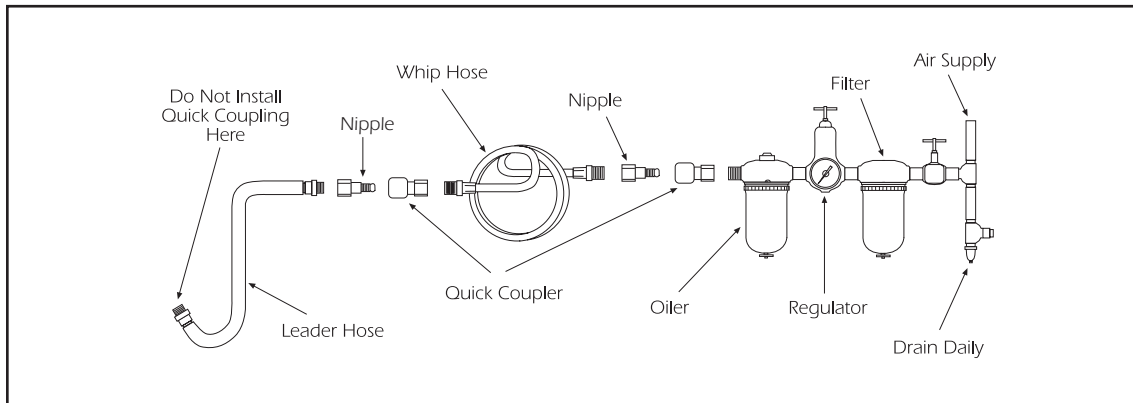 Do Not Install
Quick Coupling
Here
Nipple
Whip Hose
Nipple
Filter
Air Supply
Leader Hose
Quick Coupler
Oiler
Regulator
Drain Daily